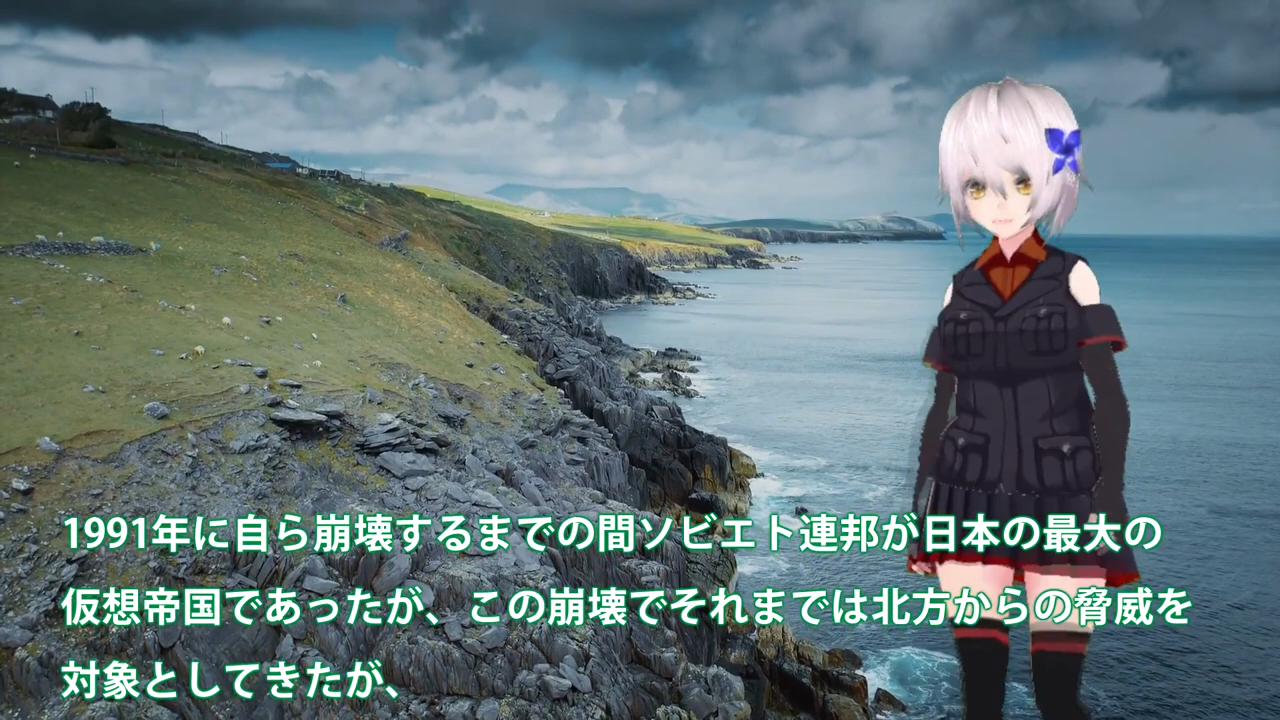 1991年に自ら崩壊するまでの間ソビエト連邦が日本の最大の
仮想帝国であったが、この崩壊でそれまでは北方からの脅威を
対象としてきたが、